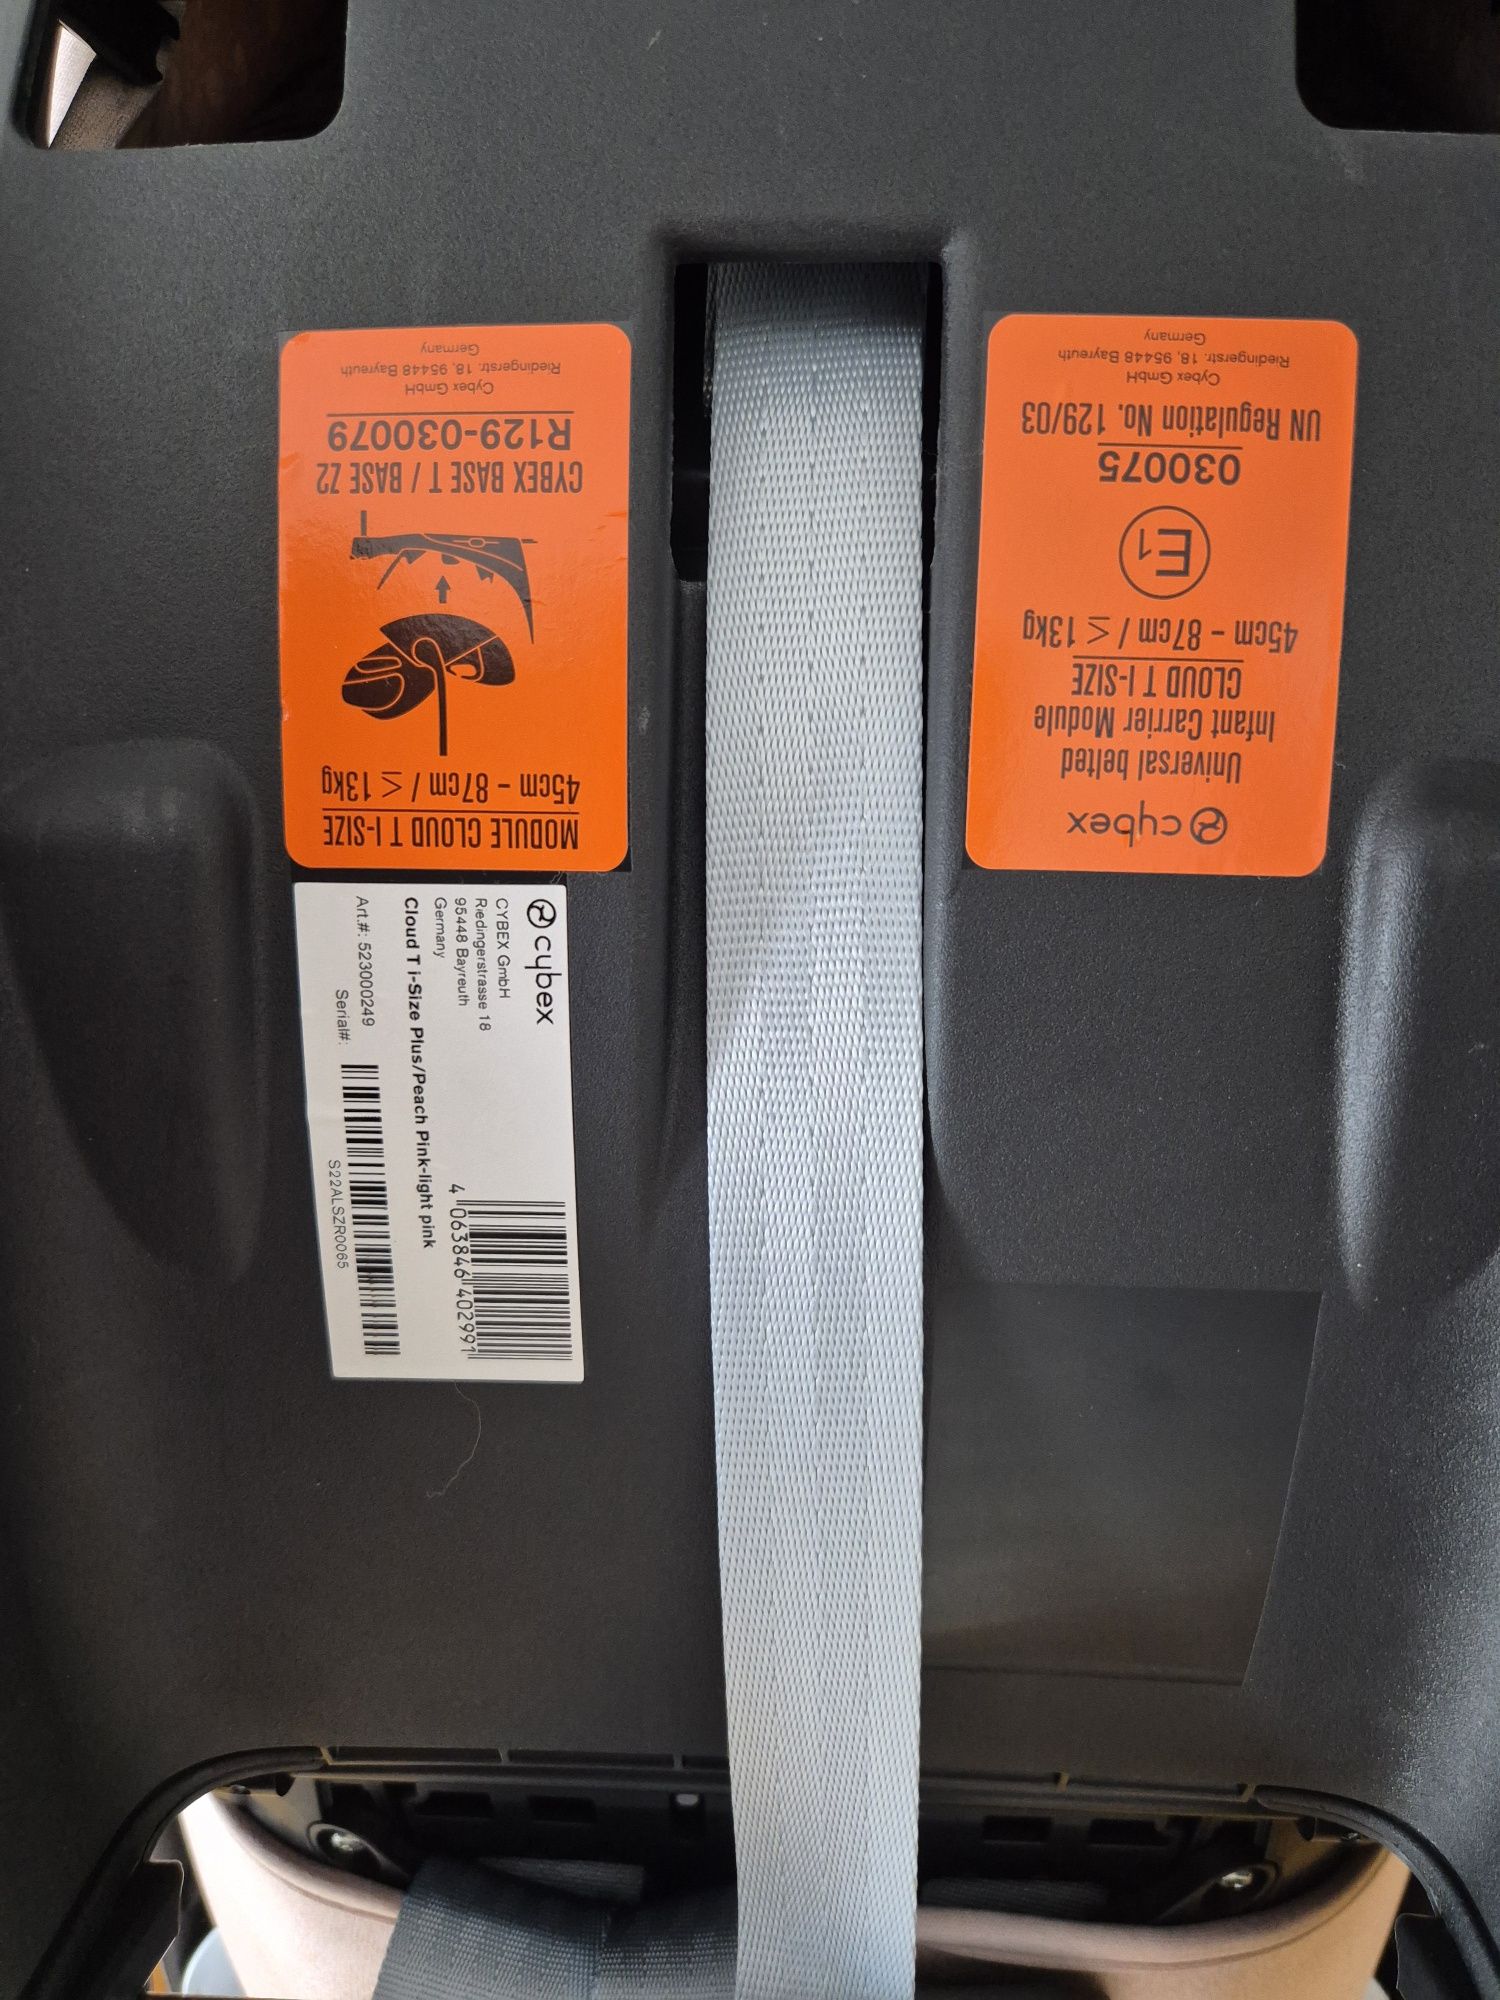 MODULE CLOUD T I-SIZE
45cm - 87cm / ≤ 13kg
CYBEX BASE T / BASE Z2
R129-030079
Cybex GmbH
Riedingerstr. 18, 95448 Bayreuth
Germany
cybex
Universal belted
Infant Carrier Module
CLOUD T I-SIZE
45cm - 87cm / ≤ 13kg
E1
030075
UN Regulation No. 129/03
Cybex GmbH
Riedingerstr. 18, 95448 Bayreuth
Germany
cybex
CYBEX GmbH
Riedingerstrasse 18
95448 Bayreuth
Germany
4 063846 402991
Cloud T i-Size Plus/Peach Pink-light pink
Art.#: 523000249
Serial#:
S22ALSZR0065